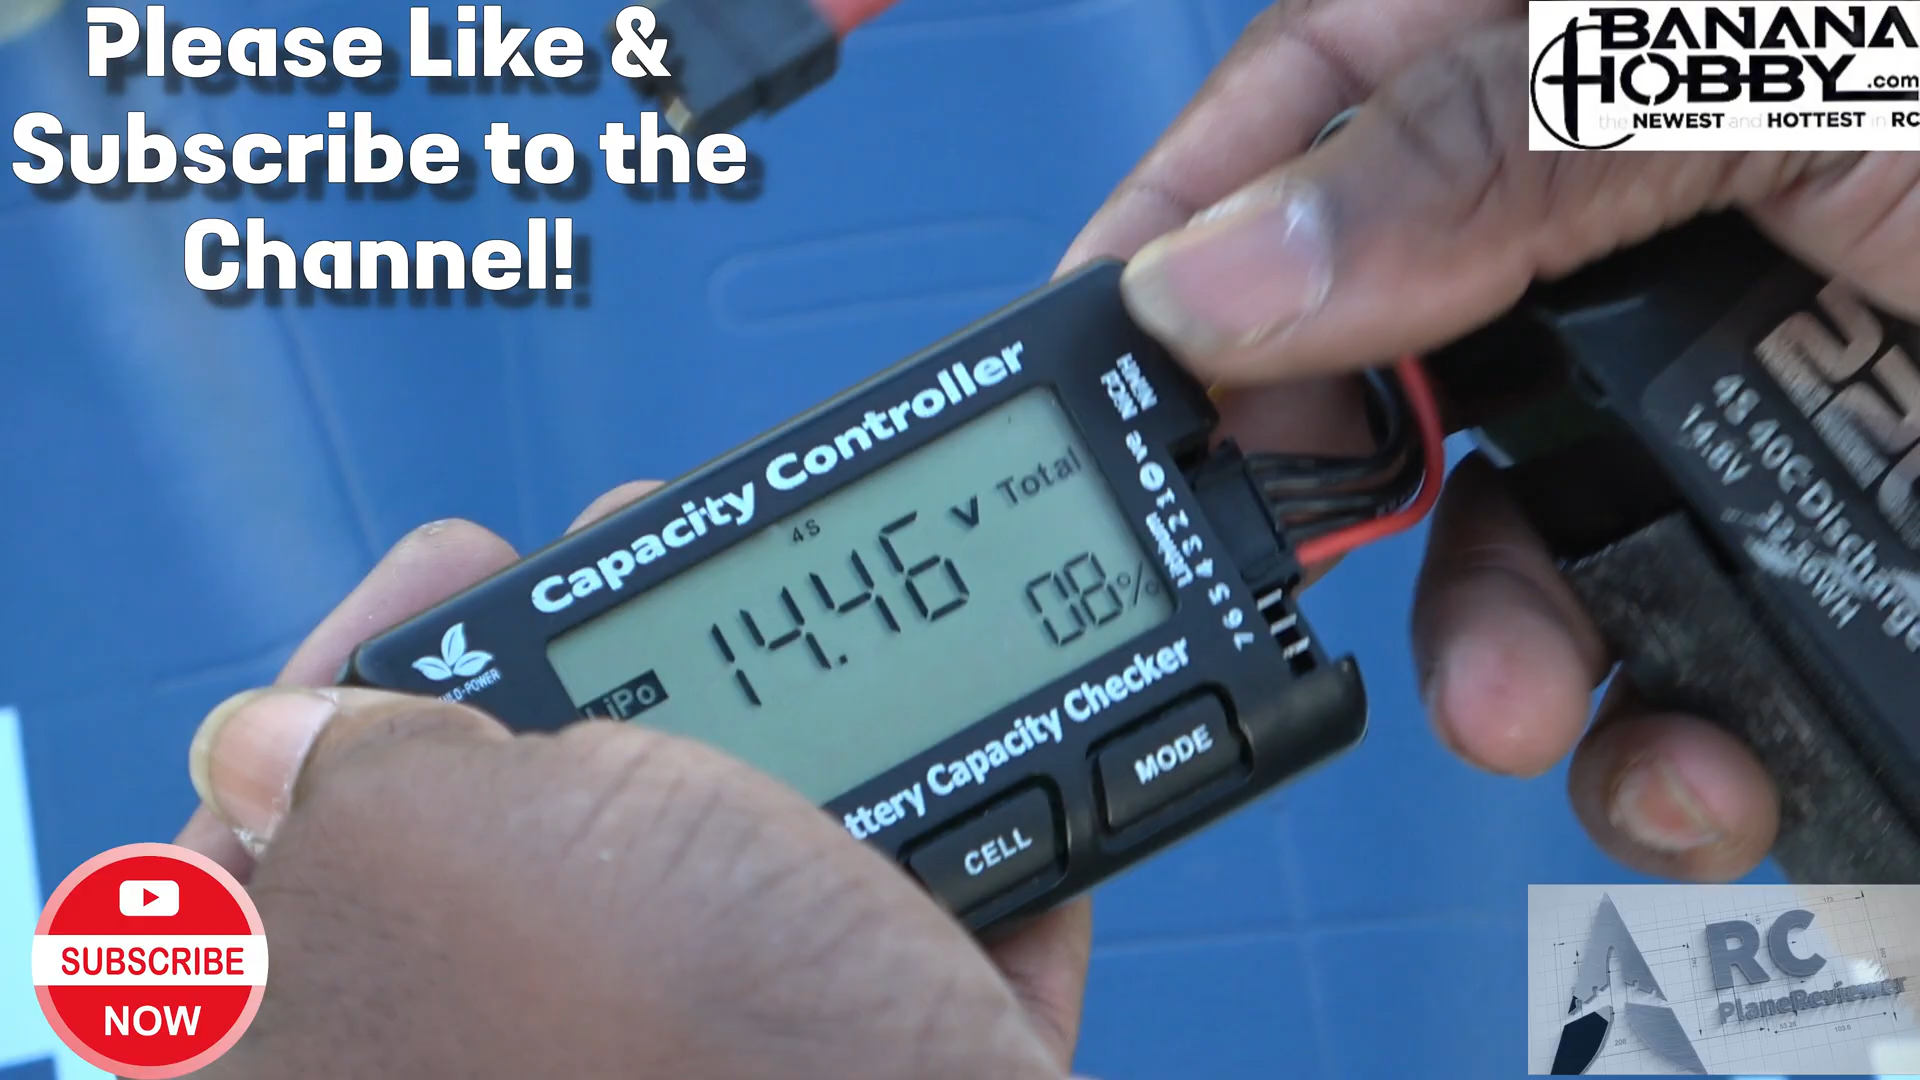 Please Like &
Subscribe to the
Channel!
BANANA
HOBBY.com
the NEWEST and HOTTEST in RC
Capacity Controller
4S
14.46 v Total
08%
LiPo
Battery Capacity Checker
CELL
MODE
1 2 3 4 5 6 7
4S 40C Discharge
14.8V
SUBSCRIBE
NOW
RC
PlaneReviewer